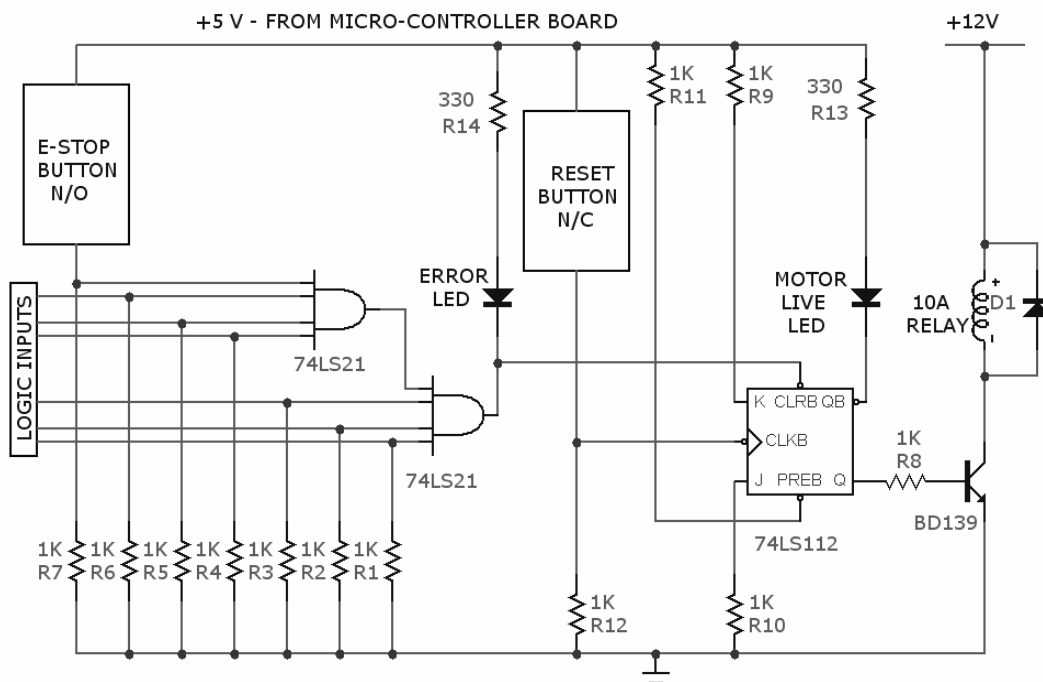 +5 V - FROM MICRO-CONTROLLER BOARD
+12V
E-STOP
BUTTON
N/O
330
R14
RESET
BUTTON
N/C
1K
R11
1K
R9
330
R13
ERROR
LED
MOTOR
LIVE
LED
10A
RELAY
+
-
D1
LOGIC INPUTS
74LS21
74LS21
K CLRB QB
CLKB
J PREB Q
74LS112
1K
R8
BD139
1K
R7
1K
R6
1K
R5
1K
R4
1K
R3
1K
R2
1K
R1
1K
R12
1K
R10